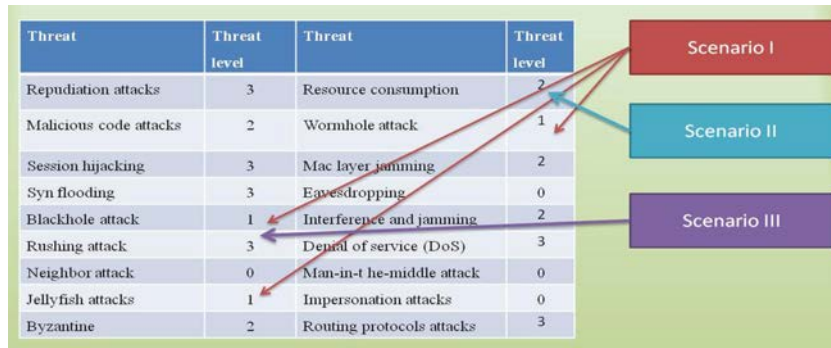 Threat Threat level Threat Threat level
Repudiation attacks 3 Resource consumption 2
Malicious code attacks 2 Wormhole attack 1
Session hijacking 3 Mac layer jamming 2
Syn flooding 3 Eavesdropping 0
Blackhole attack 1 Interference and jamming 2
Rushing attack 3 Denial of service (DoS) 3
Neighbor attack 0 Man-in-t he-middle attack 0
Jellyfish attacks 1 Impersonation attacks 0
Byzantine 2 Routing protocols attacks 3
Scenario I
Scenario II
Scenario III